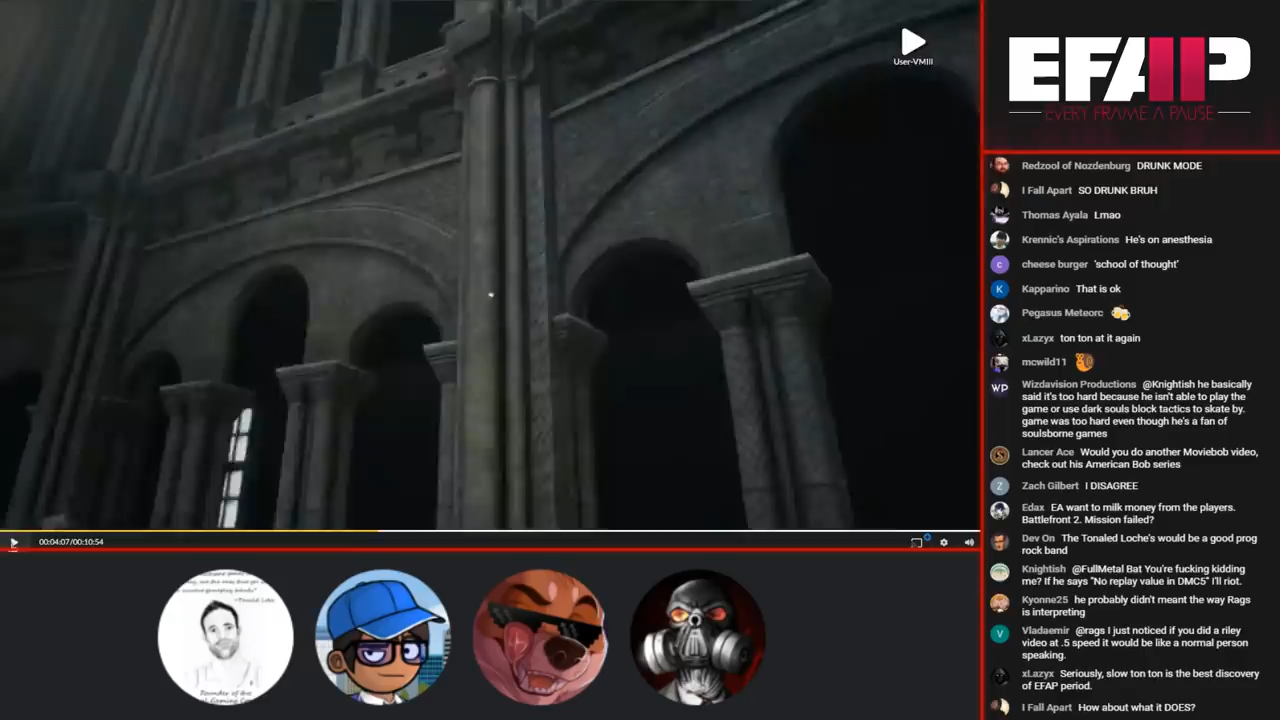 User-VMIII
EFAP
EVERY FRAME A PAUSE
Redzool of Nozdenburg DRUNK MODE
I Fall Apart SO DRUNK BRUH
Thomas Ayala Lmao
Krennic's Aspirations He's on anesthesia
c cheese burger 'school of thought'
K Kapparino That is ok
Pegasus Meteorc
xLazyx ton ton at it again
mcwild11
WP Wizdavision Productions @Knightish he basically
said it's too hard because he isn't able to play the
game or use dark souls block tactics to skate by.
game was too hard even though he's a fan of
soulsborne games
Lancer Ace Would you do another Moviebob video,
check out his American Bob series
Z Zach Gilbert I DISAGREE
Edax EA want to milk money from the players.
Battlefront 2. Mission failed?
Dev On The Tonaled Loche's would be a good prog
rock band
Knightish @FullMetal Bat You're fucking kidding
me? If he says "No replay value in DMC5" I'll riot.
Kyonne25 he probably didn't meant the way Rags
is interpreting
V Vladaemir @rags I just noticed if you did a riley
video at .5 speed it would be like a normal person
speaking.
xLazyx Seriously, slow ton ton is the best discovery
of EFAP period.
I Fall Apart How about what it DOES?
00:04:07/00:10:54
Founder of the